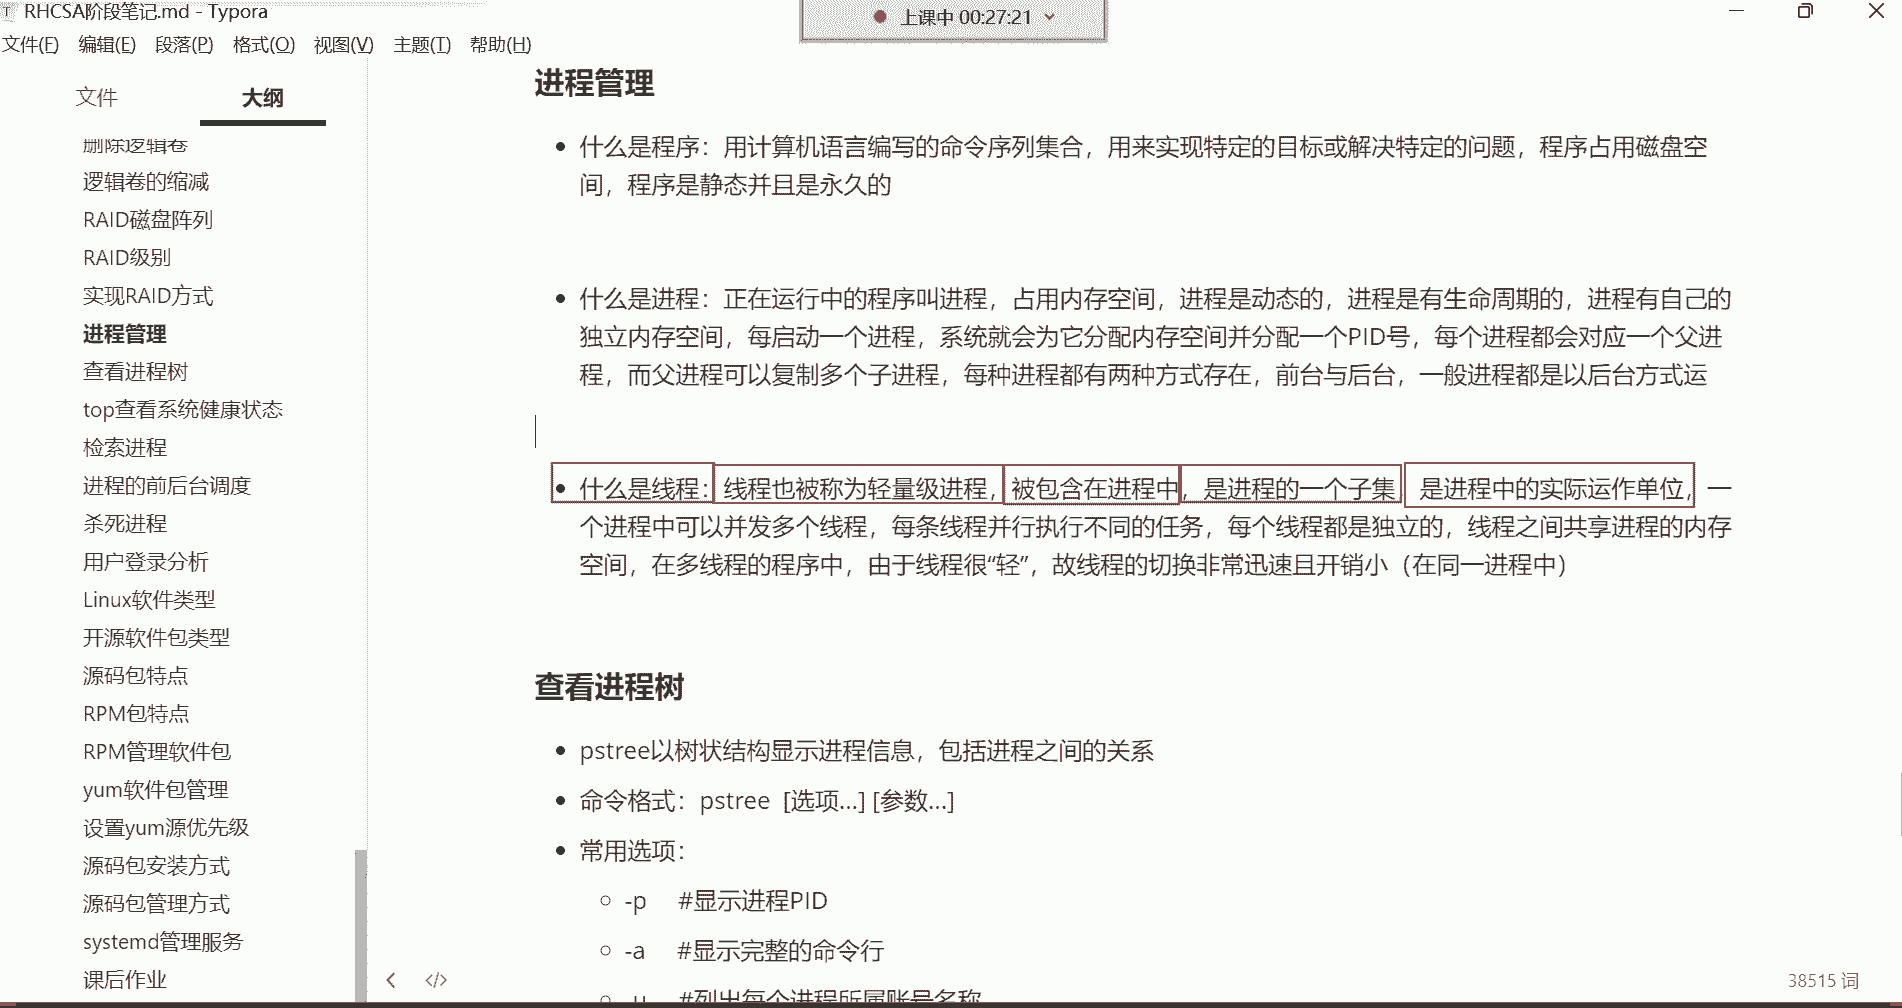 RHCSA阶段笔记.md - Typora
上课中 00:27:21
文件(F) 编辑(E) 段落(P) 格式(O) 视图(V) 主题(T) 帮助(H)
文件 大纲
删除逻辑卷
逻辑卷的缩减
RAID磁盘阵列
RAID级别
实现RAID方式
进程管理
查看进程树
top查看系统健康状态
检索进程
进程的前后台调度
杀死进程
用户登录分析
Linux软件类型
开源软件包类型
源码包特点
RPM包特点
RPM管理软件包
yum软件包管理
设置yum源优先级
源码包安装方式
源码包管理方式
systemd管理服务
课后作业
进程管理
什么是程序：用计算机语言编写的命令序列集合，用来实现特定的目标或解决特定的问题，程序占用磁盘空
间，程序是静态并且是永久的
什么是进程：正在运行中的程序叫进程，占用内存空间，进程是动态的，进程是有生命周期的，进程有自己的
独立内存空间，每启动一个进程，系统就会为它分配内存空间并分配一个PID号，每个进程都会对应一个父进
程，而父进程可以复制多个子进程，每种进程都有两种方式存在，前台与后台，一般进程都是以后台方式运
什么是线程：线程也被称为轻量级进程，被包含在进程中，是进程的一个子集 是进程中的实际运作单位，一
个进程中可以并发多个线程，每条线程并行执行不同的任务，每个线程都是独立的，线程之间共享进程的内存
空间，在多线程的程序中，由于线程很“轻”，故线程的切换非常迅速且开销小（在同一进程中）
查看进程树
pstree以树状结构显示进程信息，包括进程之间的关系
命令格式：pstree [选项...] [参数...]
常用选项：
-p #显示进程PID
-a #显示完整的命令行
-u #列出每个进程所属账号名称
38515 词